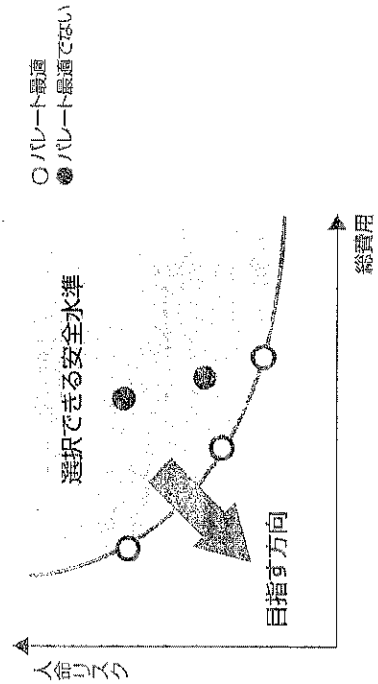 ○ パレート最適
● パレート最適でない
選択できる安全水準
目指す方向
人命リスク
総費用